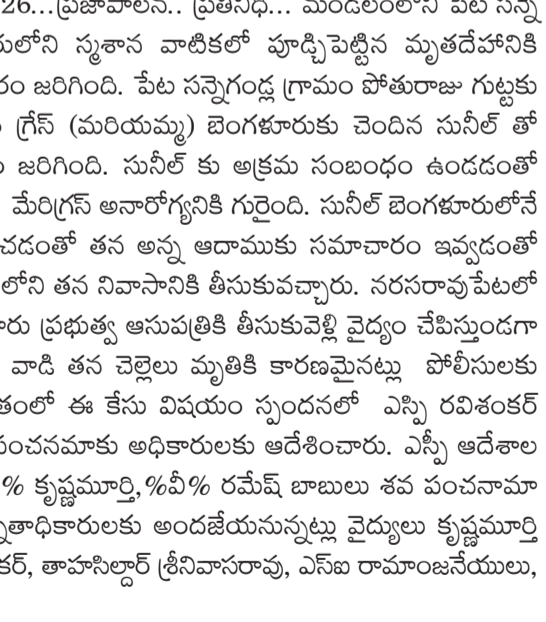 26...ప్రజాపాలన.. ప్రతినిధి... మండలంలోని పేట సన్నె
రులోని స్మశాన వాటికలో పూడ్చిపెట్టిన మృతదేహానికి
రం జరిగింది. పేట సన్నెగండ్ల గ్రామం పోతురాజు గుట్టకు
గ్రేస్ (మరియమ్మ) బెంగళూరుకు చెందిన సునీల్ తో
జరిగింది. సునీల్ కు అక్రమ సంబంధం ఉండడంతో
మేరిగ్రేస్ అనారోగ్యనికి గురైంది. సునీల్ బెంగళూరులోనే
చడంతో తన అన్న ఆదాముకు సమాచారం ఇవ్వడంతో
లోని తన నివాసానికి తీసుకువచ్చారు. నరసరావుపేటలో
రు ప్రభుత్వ ఆసుపత్రికి తీసుకువెళ్లి వైద్యం చేపిస్తుండగా
వాడి తన చెల్లెలు మృతికి కారణమైనట్లు పోలీసులకు
తంలో ఈ కేసు విషయం స్పందనలో ఎస్పి రవిశంకర్
పంచనమాకు అధికారులకు ఆదేశించారు. ఎస్పీ ఆదేశాల
% కృష్ణమూర్తి,%వీ% రమేష్ బాబులు శవ పంచనామా
న్నతాధికారులకు అందజేయనున్నట్లు వైద్యులు కృష్ణమూర్తి
కర్, తాహసిల్దార్ శ్రీనివాసరావు, ఎస్ఐ రామాంజనేయులు,